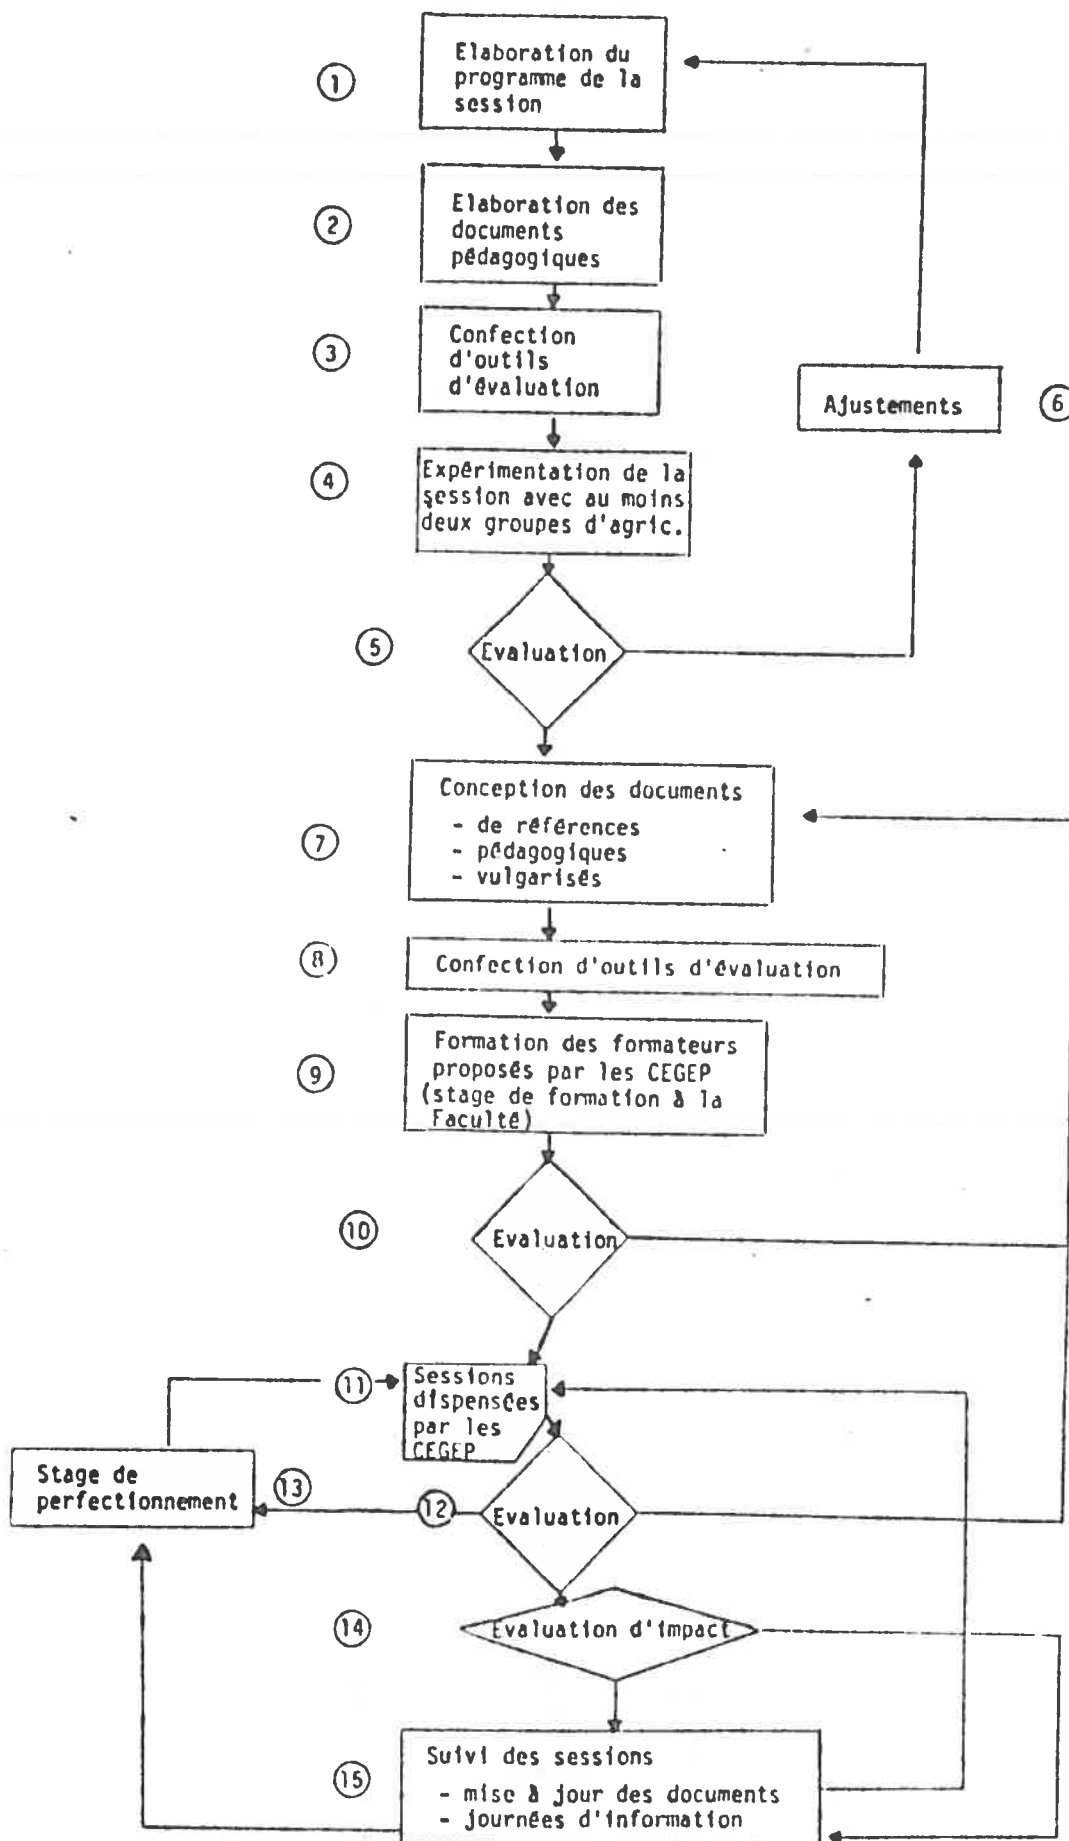 1
Elaboration du
programme de la
session
2
Elaboration des
documents
pédagogiques
3
Confection
d'outils
d'évaluation
Ajustements
6
4
Expérimentation de la
session avec au moins
deux groupes d'agric.
5
Evaluation
7
Conception des documents
- de références
- pédagogiques
- vulgarisés
8
Confection d'outils d'évaluation
9
Formation des formateurs
proposés par les CEGEP
(stage de formation à la
Faculté)
10
Evaluation
11
Sessions
dispensées
par les
CEGEP
Stage de
perfectionnement
13
12
Evaluation
14
Evaluation d'impact
15
Suivi des sessions
- mise à jour des documents
- journées d'information